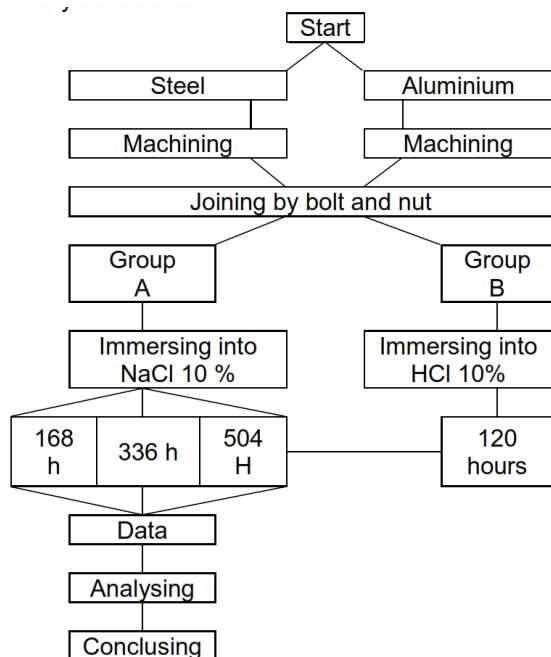 Start
Steel
Aluminium
Machining
Machining
Joining by bolt and nut
Group
A
Group
B
Immersing into
NaCl 10 %
Immersing into
HCl 10%
168
h
336 h
504
H
120
hours
Data
Analysing
Conclusing